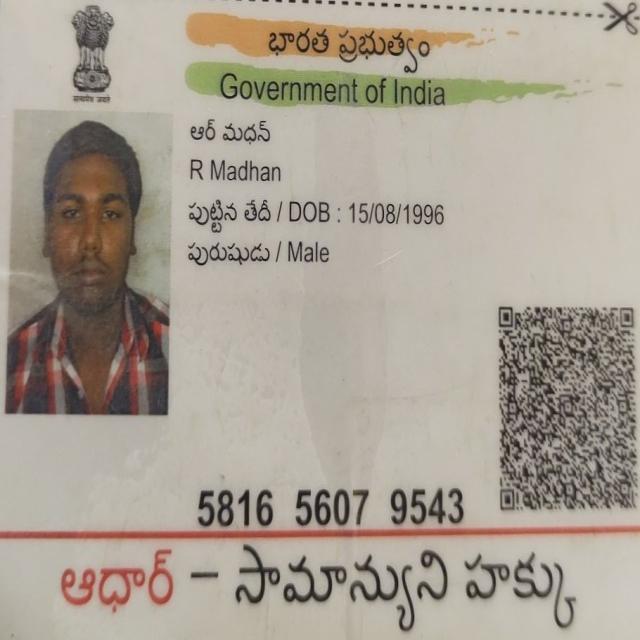 सत्यमेव जयते
భారత ప్రభుత్వం
Government of India
ఆర్ మధన్
R Madhan
పుట్టిన తేదీ / DOB : 15/08/1996
పురుషుడు / Male
5816 5607 9543
ఆధార్ – సామాన్యుని హక్కు